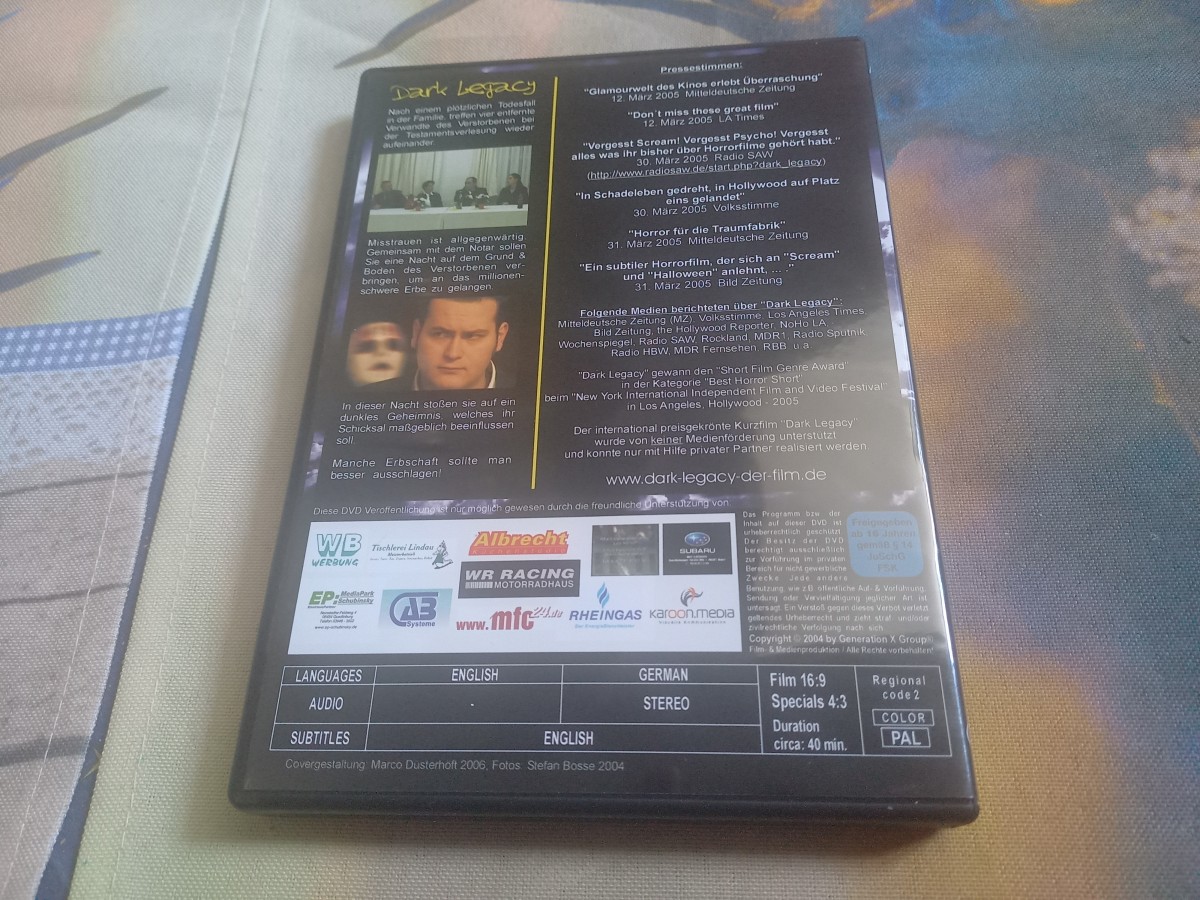 Dark Legacy
Nach einem plötzlichen Todesfall
in der Familie, treffen vier entfernte
Verwandte des Verstorbenen bei
der Testamentsverlesung wieder
aufeinander.
Misstrauen ist allgegenwärtig.
Gemeinsam mit dem Notar sollen
Sie eine Nacht auf dem Grund &
Boden des Verstorbenen ver-
bringen, um an das millionen-
schwere Erbe zu gelangen.
In dieser Nacht stoßen sie auf ein
dunkles Geheimnis, welches ihr
Schicksal maßgeblich beeinflussen
soll.
Manche Erbschaft sollte man
besser ausschlagen!
Pressestimmen:
"Glamourwelt des Kinos erlebt Überraschung"
12. März 2005 Mitteldeutsche Zeitung
"Don´t miss these great film"
12. März 2005 LA Times
"Vergesst Scream! Vergesst Psycho! Vergesst
alles was ihr bisher über Horrorfilme gehört habt."
30. März 2005 Radio SAW
(http://www.radiosaw.de/start.php?dark_legacy)
"In Schadeleben gedreht, in Hollywood auf Platz
eins gelandet"
30. März 2005 Volksstimme
"Horror für die Traumfabrik"
31. März 2005 Mitteldeutsche Zeitung
"Ein subtiler Horrorfilm, der sich an "Scream"
und "Halloween" anlehnt, ... ."
31. März 2005 Bild Zeitung
Folgende Medien berichteten über "Dark Legacy":
Mitteldeutsche Zeitung (MZ), Volksstimme, Los Angeles Times,
Bild Zeitung, the Hollywood Reporter, NoHo LA,
Wochenspiegel, Radio SAW, Rockland, MDR1, Radio Sputnik,
Radio HBW, MDR Fernsehen, RBB, u.a.
"Dark Legacy" gewann den "Short Film Genre Award"
in der Kategorie "Best Horror Short"
beim "New York International Independent Film and Video Festival"
in Los Angeles, Hollywood - 2005
Der international preisgekrönte Kurzfilm "Dark Legacy"
wurde von keiner Medienförderung unterstützt
und konnte nur mit Hilfe privater Partner realisiert werden.
www.dark-legacy-der-film.de
Diese DVD Veröffentlichung ist nur möglich gewesen durch die freundliche Unterstützung von:
WB
WERBUNG
Tischlerei Lindau
Albrecht
SUBARU
WR RACING
MOTORRADHAUS
EP: MediaPark
Schubinsky
CAB
Systeme
www.mfc24.de
RHEINGAS
karoon.media
Das Programm bzw. der
Inhalt auf dieser DVD ist
urheberrechtlich geschützt.
Der Besitz der DVD
berechtigt ausschließlich
zur Vorführung im privaten
Bereich für nicht gewerbliche
Zwecke. Jede andere
Benutzung, wie z.B. öffentliche Auf- & Vorführung,
Sendung oder Vervielfältigung jeglicher Art ist
untersagt. Ein Verstoß gegen dieses Verbot verletzt
geltendes Urheberrecht und zieht straf- und/oder
zivilrechtliche Verfolgung nach sich.
Copyright © 2004 by Generation X Group®
Film- & Medienproduktion / Alle Rechte vorbehalten!
Freigegeben
ab 16 Jahren
gemäß § 14
JuSchG
FSK
LANGUAGES ENGLISH GERMAN
AUDIO - STEREO
SUBTITLES ENGLISH
Film 16:9
Specials 4:3
Duration
circa: 40 min.
Regional
code 2
COLOR
PAL
Covergestaltung: Marco Düsterhöft 2006, Fotos: Stefan Bosse 2004